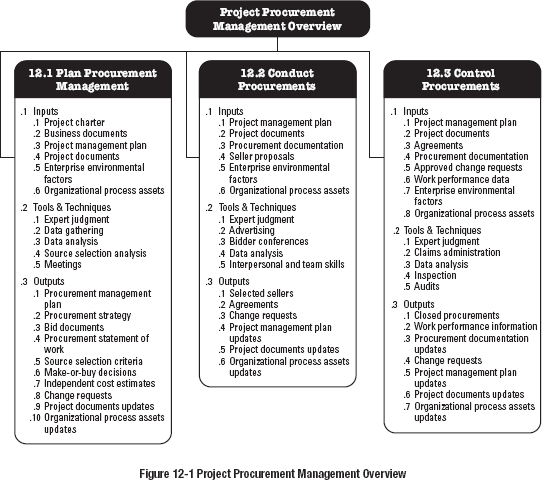 Project Procurement
Management Overview
12.1 Plan Procurement
Management
.1 Inputs
.1 Project charter
.2 Business documents
.3 Project management plan
.4 Project documents
.5 Enterprise environmental
factors
.6 Organizational process assets
.2 Tools & Techniques
.1 Expert judgment
.2 Data gathering
.3 Data analysis
.4 Source selection analysis
.5 Meetings
.3 Outputs
.1 Procurement management
plan
.2 Procurement strategy
.3 Bid documents
.4 Procurement statement of
work
.5 Source selection criteria
.6 Make-or-buy decisions
.7 Independent cost estimates
.8 Change requests
.9 Project documents updates
.10 Organizational process assets
updates
12.2 Conduct
Procurements
.1 Inputs
.1 Project management plan
.2 Project documents
.3 Procurement documentation
.4 Seller proposals
.5 Enterprise environmental
factors
.6 Organizational process assets
.2 Tools & Techniques
.1 Expert judgment
.2 Advertising
.3 Bidder conferences
.4 Data analysis
.5 Interpersonal and team skills
.3 Outputs
.1 Selected sellers
.2 Agreements
.3 Change requests
.4 Project management plan
updates
.5 Project documents updates
.6 Organizational process assets
updates
12.3 Control
Procurements
.1 Inputs
.1 Project management plan
.2 Project documents
.3 Agreements
.4 Procurement documentation
.5 Approved change requests
.6 Work performance data
.7 Enterprise environmental
factors
.8 Organizational process assets
.2 Tools & Techniques
.1 Expert judgment
.2 Claims administration
.3 Data analysis
.4 Inspection
.5 Audits
.3 Outputs
.1 Closed procurements
.2 Work performance information
.3 Procurement documentation
updates
.4 Change requests
.5 Project management plan
updates
.6 Project documents updates
.7 Organizational process assets
updates
Figure 12-1 Project Procurement Management Overview